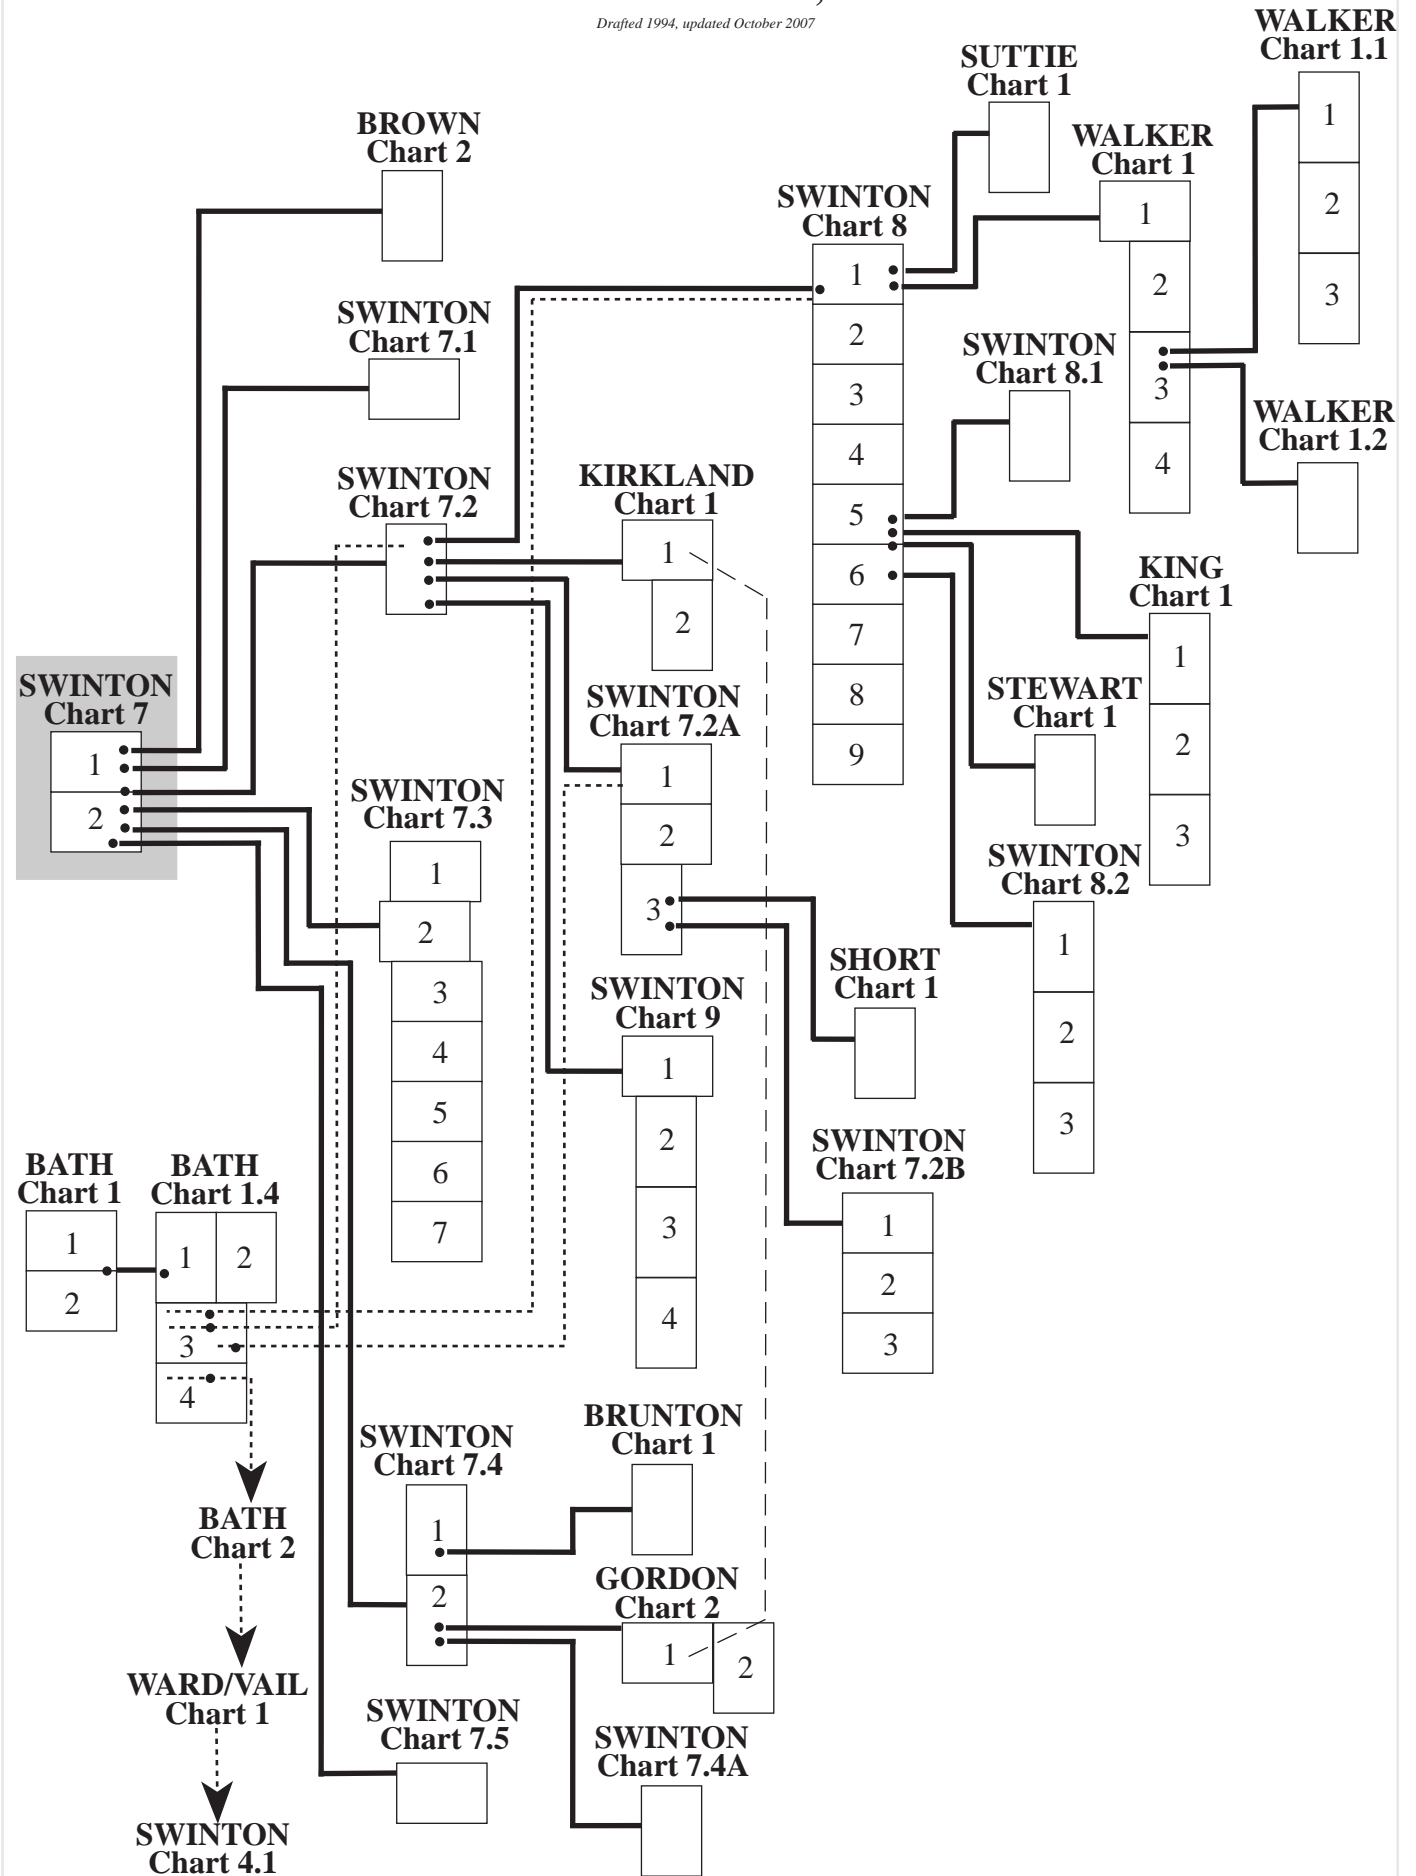 Drafted 1994, updated October 2007
WALKER
Chart 1.1
1
2
3
SUTTIE
Chart 1
BROWN
Chart 2
WALKER
Chart 1
1
2
3
4
SWINTON
Chart 8
1
2
3
4
5
6
7
8
9
SWINTON
Chart 7.1
SWINTON
Chart 8.1
WALKER
Chart 1.2
SWINTON
Chart 7.2
KIRKLAND
Chart 1
1
2
KING
Chart 1
1
2
3
SWINTON
Chart 7
1
2
SWINTON
Chart 7.2A
1
2
3
STEWART
Chart 1
SWINTON
Chart 7.3
1
2
3
4
5
6
7
SWINTON
Chart 8.2
1
2
3
SHORT
Chart 1
SWINTON
Chart 9
1
2
3
4
SWINTON
Chart 7.2B
1
2
3
BATH
Chart 1
1
2
BATH
Chart 1.4
1
2
3
4
BRUNTON
Chart 1
SWINTON
Chart 7.4
1
2
BATH
Chart 2
GORDON
Chart 2
1
2
WARD/VAIL
Chart 1
SWINTON
Chart 7.5
SWINTON
Chart 7.4A
SWINTON
Chart 4.1